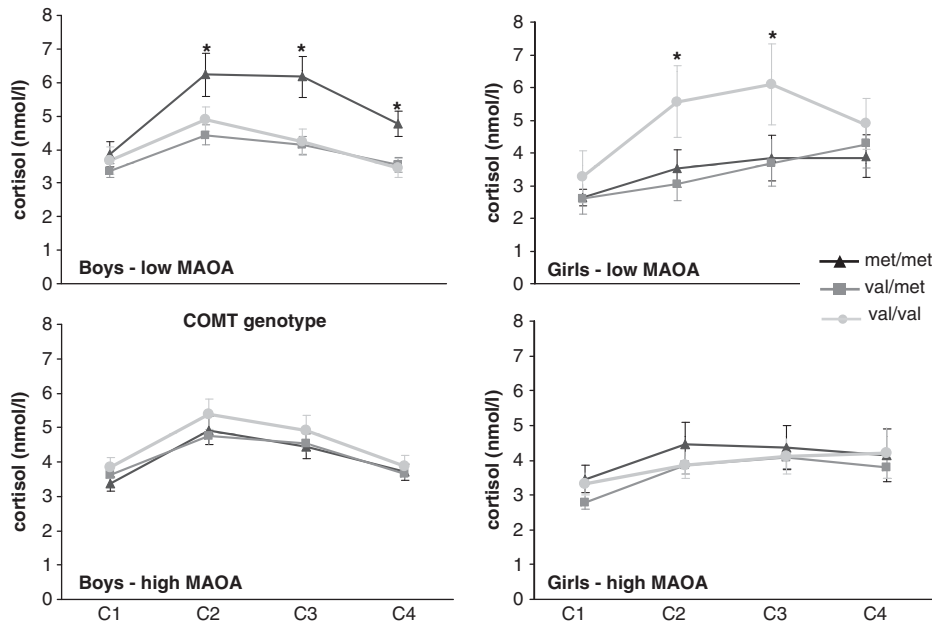 8
7
6
5
4
3
2
1
0
cortisol (nmol/l)
* * *
Boys - low MAOA
8
7
6
5
4
3
2
1
0
cortisol (nmol/l)
* *
Girls - low MAOA
met/met
val/met
val/val
COMT genotype
8
7
6
5
4
3
2
1
0
cortisol (nmol/l)
Boys - high MAOA
C1 C2 C3 C4
8
7
6
5
4
3
2
1
0
cortisol (nmol/l)
Girls - high MAOA
C1 C2 C3 C4